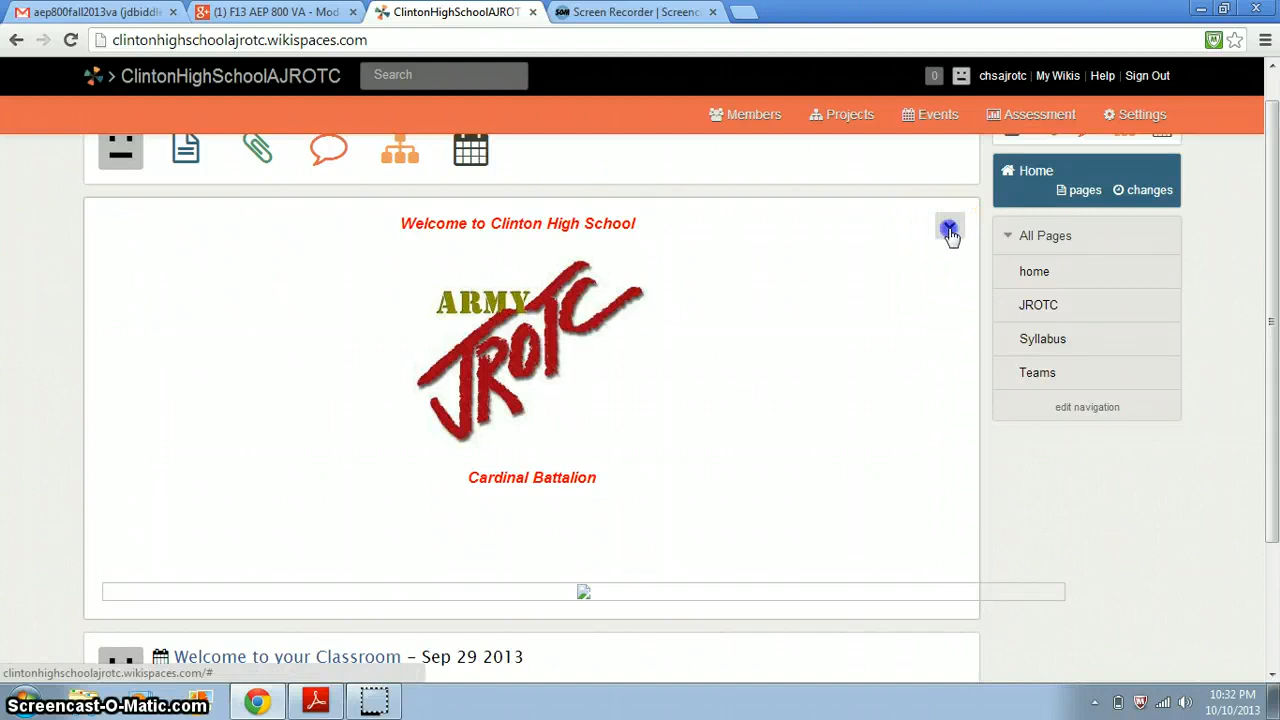 aep800fall2013va (jdbiddle
(1) F13 AEP 800 VA - Mod
ClintonHighSchoolAJROT
Screen Recorder | Screenc
clintonhighschoolajrotc.wikispaces.com
ClintonHighSchoolAJROTC
Search
0
chsajrotc
My Wikis
Help
Sign Out
Members
Projects
Events
Assessment
Settings
Home
pages
changes
Welcome to Clinton High School
All Pages
home
ARMY
JROTC
JROTC
Syllabus
Teams
edit navigation
Cardinal Battalion
Welcome to your Classroom - Sep 29 2013
clintonhighschoolajrotc.wikispaces.com/#
Screencast-O-Matic.com
10:32 PM
10/10/2013